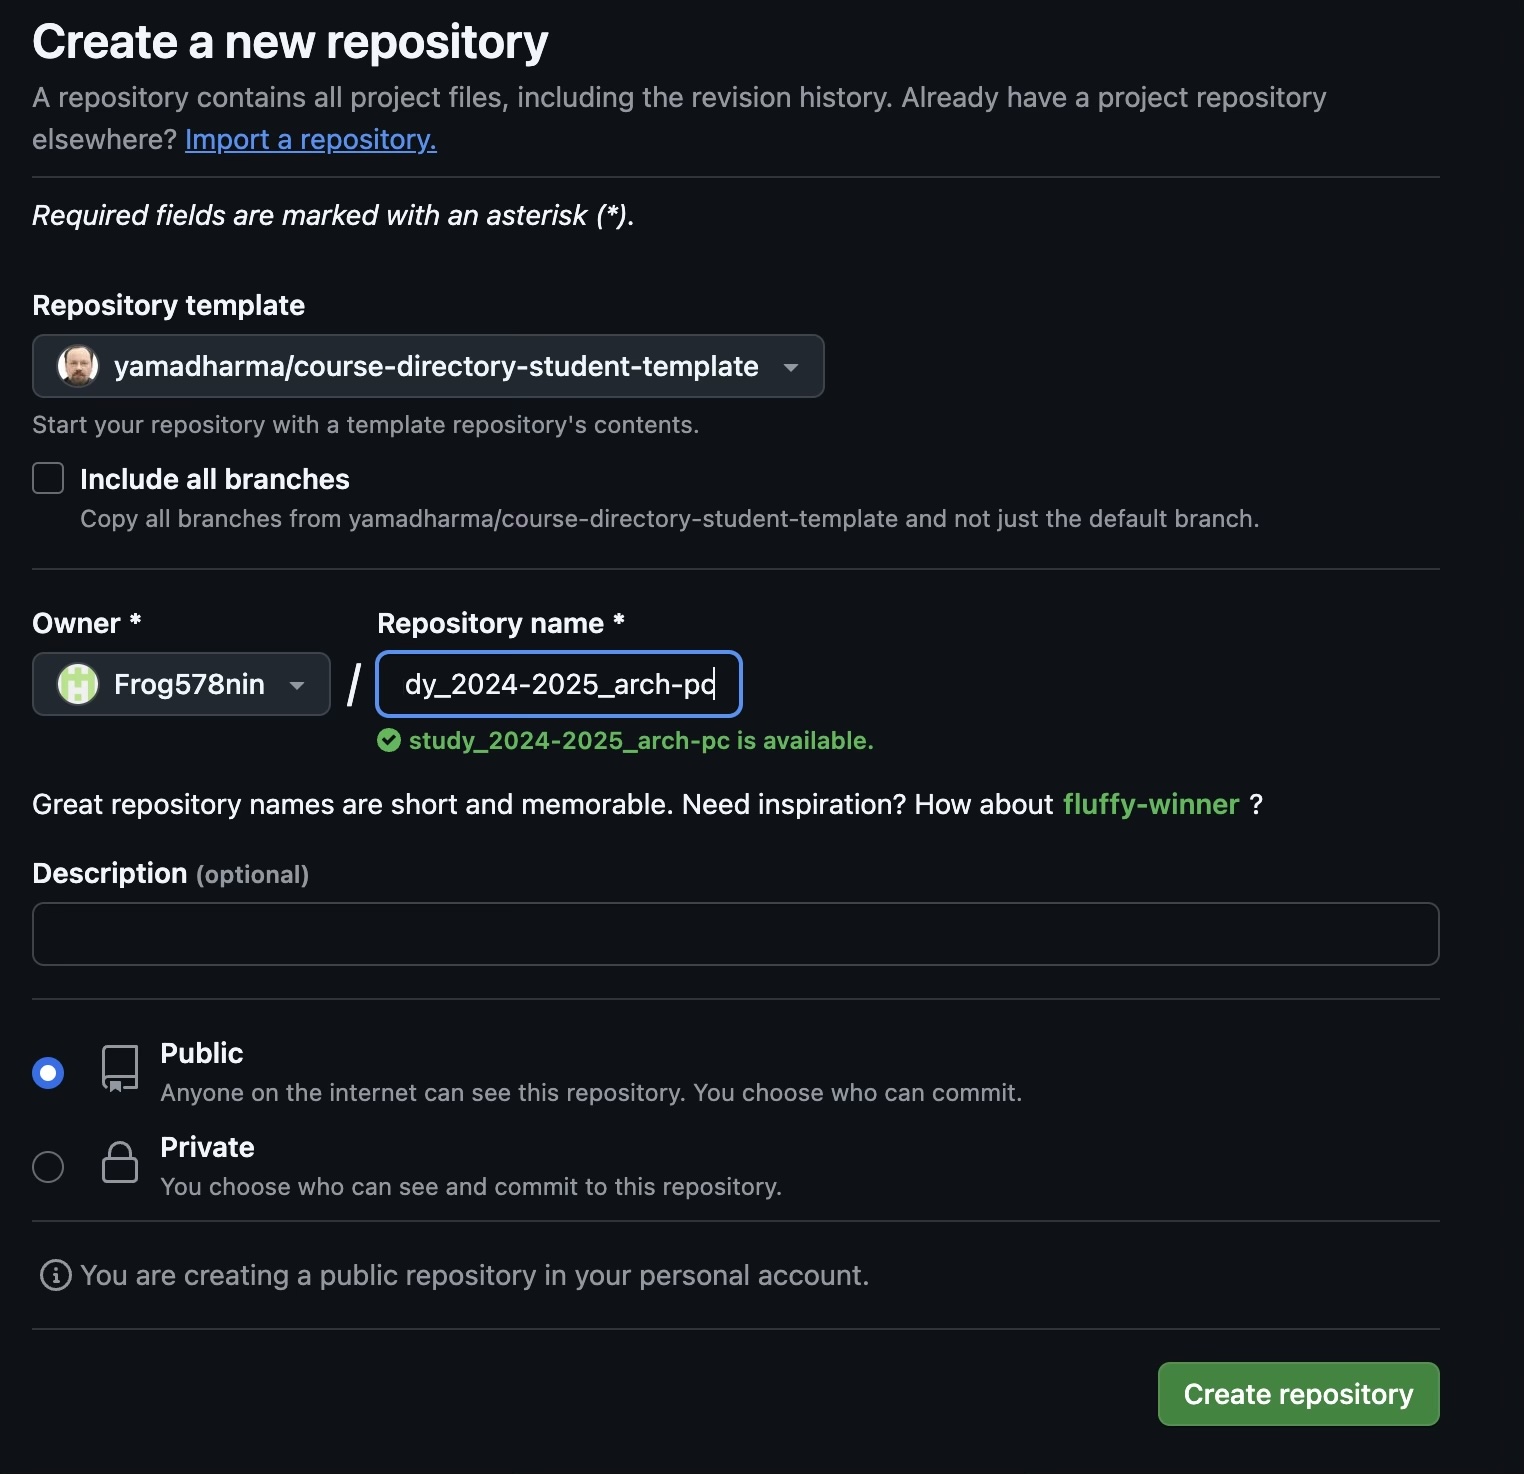 Create a new repository
A repository contains all project files, including the revision history. Already have a project repository
elsewhere? Import a repository.
Required fields are marked with an asterisk (*).
Repository template
yamadharma/course-directory-student-template
Start your repository with a template repository's contents.
Include all branches
Copy all branches from yamadharma/course-directory-student-template and not just the default branch.
Owner * Repository name *
Frog578nin / dy_2024-2025_arch-pc
study_2024-2025_arch-pc is available.
Great repository names are short and memorable. Need inspiration? How about fluffy-winner ?
Description (optional)
Public
Anyone on the internet can see this repository. You choose who can commit.
Private
You choose who can see and commit to this repository.
You are creating a public repository in your personal account.
Create repository